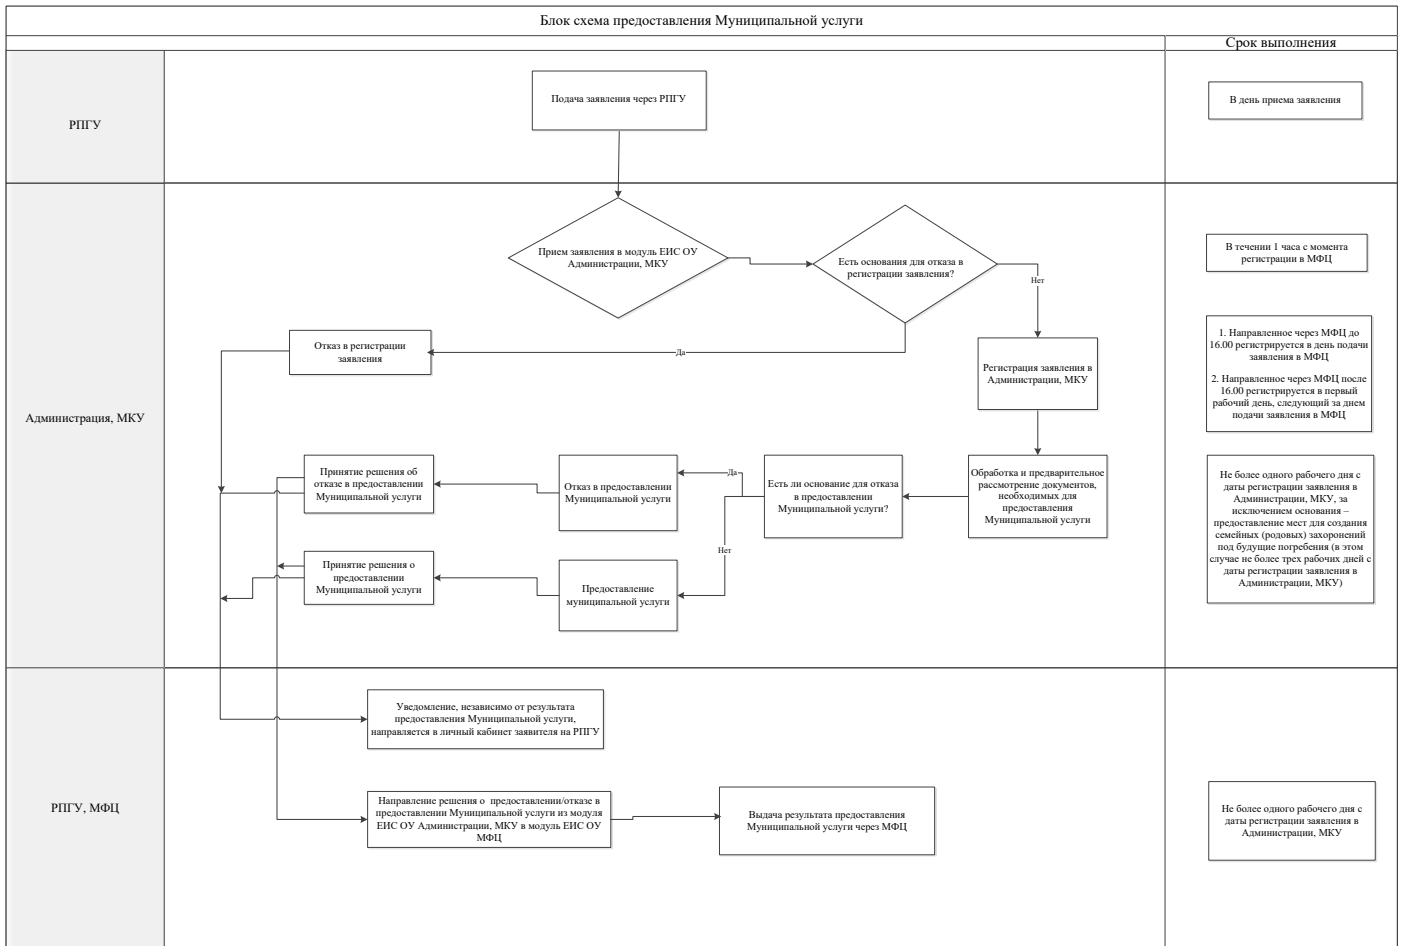 Блок схема предоставления Муниципальной услуги
Срок выполнения
РПГУ
Подача заявления через РПГУ
В день приема заявления
Администрация, МКУ
Прием заявления в модуль ЕИС ОУ
Администрации, МКУ
Есть основания для отказа в
регистрации заявления?
Нет
В течении 1 часа с момента
регистрации в МФЦ
Отказ в регистрации
заявления
Да
Регистрация заявления в
Администрации, МКУ
1. Направленное через МФЦ до
16.00 регистрируется в день подачи
заявления в МФЦ
2. Направленное через МФЦ после
16.00 регистрируется в первый
рабочий день, следующий за днем
подачи заявления в МФЦ
Принятие решения об
отказе в предоставлении
Муниципальной услуги
Отказ в предоставлении
Муниципальной услуги
Да
Есть ли основание для отказа
в предоставлении
Муниципальной услуги?
Обработка и предварительное
рассмотрение документов,
необходимых для
предоставления
Муниципальной услуги
Не более одного рабочего дня с
даты регистрации заявления в
Администрации, МКУ, за
исключением основания –
предоставление мест для создания
семейных (родовых) захоронений
под будущие погребения (в этом
случае не более трех рабочих дней с
даты регистрации заявления в
Администрации, МКУ)
Нет
Принятие решения о
предоставлении
Муниципальной услуги
Предоставление
муниципальной услуги
РПГУ, МФЦ
Уведомление, независимо от результата
предоставления Муниципальной услуги,
направляется в личный кабинет заявителя на РПГУ
Направление решения о предоставлении/отказе в
предоставлении Муниципальной услуги из модуля
ЕИС ОУ Администрации, МКУ в модуль ЕИС ОУ
МФЦ
Выдача результата предоставления
Муниципальной услуги через МФЦ
Не более одного рабочего дня с
даты регистрации заявления в
Администрации, МКУ